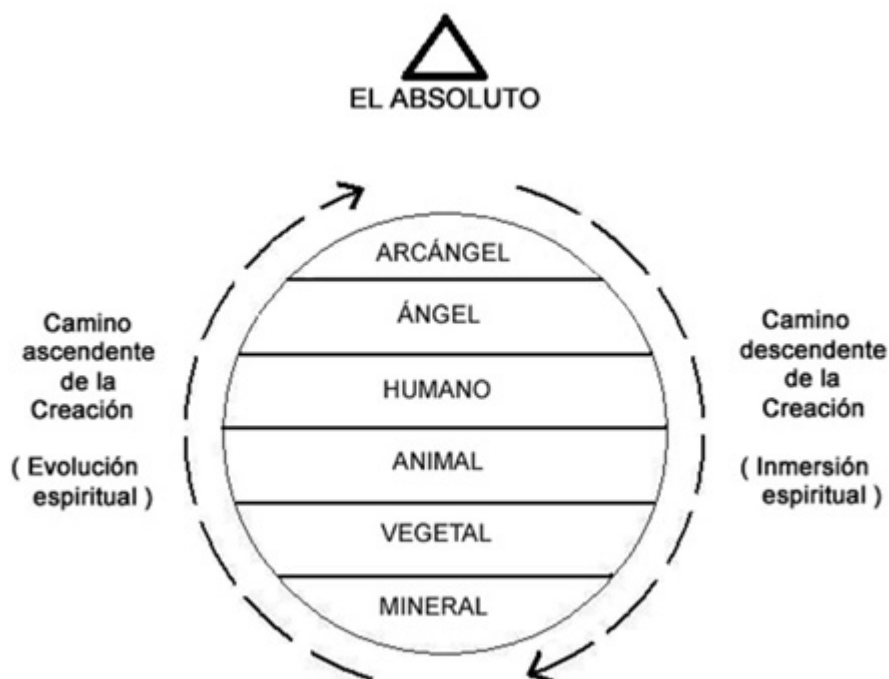 EL ABSOLUTO
ARCÁNGEL
ÁNGEL
HUMANO
ANIMAL
VEGETAL
MINERAL
Camino
ascendente
de la
Creación
( Evolución
espiritual )
Camino
descendente
de la
Creación
( Inmersión
espiritual )